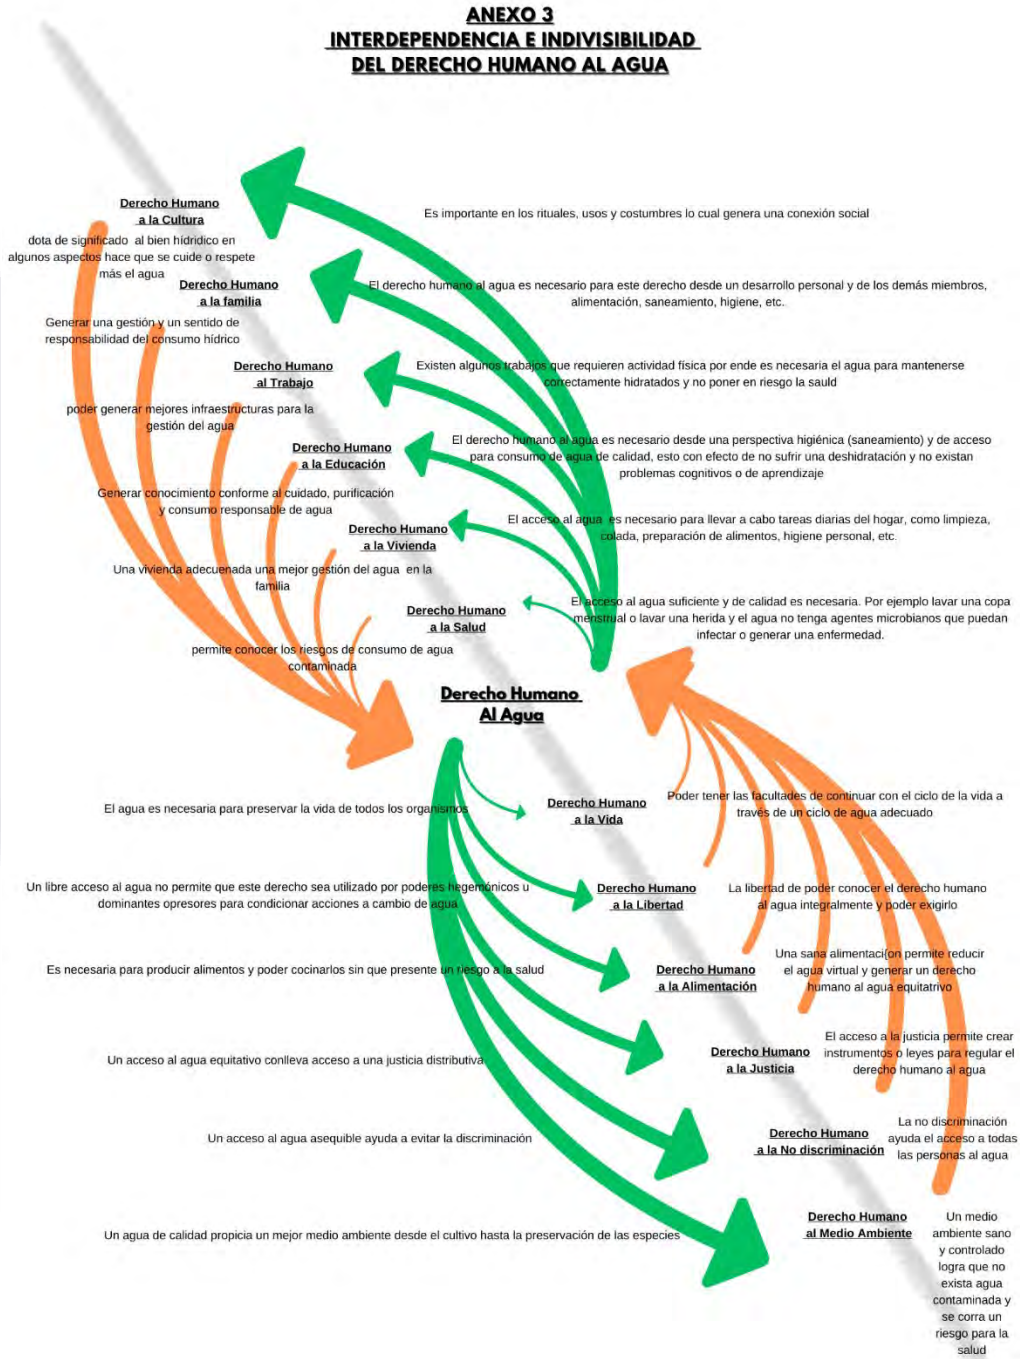 ANEXO 3
INTERDEPENDENCIA E INDIVISIBILIDAD
DEL DERECHO HUMANO AL AGUA
Derecho Humano
a la Cultura
Es importante en los rituales, usos y costumbres lo cual genera una conexión social
dota de significado al bien hídridico en
algunos aspectos hace que se cuide o respete
más el agua
Derecho Humano
a la familia
El derecho humano al agua es necesario para este derecho desde un desarrollo personal y de los demás miembros,
alimentación, saneamiento, higiene, etc.
Generar una gestión y un sentido de
responsabilidad del consumo hídrico
Derecho Humano
al Trabajo
Existen algunos trabajos que requieren actividad física por ende es necesaria el agua para mantenerse
correctamente hidratados y no poner en riesgo la sauld
poder generar mejores infraestructuras para la
gestión del agua
Derecho Humano
a la Educación
El derecho humano al agua es necesario desde una perspectiva higiénica (saneamiento) y de acceso
para consumo de agua de calidad, esto con efecto de no sufrir una deshidratación y no existan
problemas cognitivos o de aprendizaje
Generar conocimiento conforme al cuidado, purificación
y consumo responsable de agua
Derecho Humano
a la Vivienda
El acceso al agua es necesario para llevar a cabo tareas diarias del hogar, como limpieza,
colada, preparación de alimentos, higiene personal, etc.
Una vivienda adecuenada una mejor gestión del agua en la
familia
Derecho Humano
a la Salud
El acceso al agua suficiente y de calidad es necesaria. Por ejemplo lavar una copa
menstrual o lavar una herida y el agua no tenga agentes microbianos que puedan
infectar o generar una enfermedad.
permite conocer los riesgos de consumo de agua
contaminada
Derecho Humano
Al Agua
El agua es necesaria para preservar la vida de todos los organismos
Derecho Humano
a la Vida
Poder tener las facultades de continuar con el ciclo de la vida a
través de un ciclo de agua adecuado
Un libre acceso al agua no permite que este derecho sea utilizado por poderes hegemónicos u
dominantes opresores para condicionar acciones a cambio de agua
Derecho Humano
a la Libertad
La libertad de poder conocer el derecho humano
al agua integralmente y poder exigirlo
Es necesaria para producir alimentos y poder cocinarlos sin que presente un riesgo a la salud
Derecho Humano
a la Alimentación
Una sana alimentaci{on permite reducir
el agua virtual y generar un derecho
humano al agua equitatrivo
Un acceso al agua equitativo conlleva acceso a una justicia distributiva
Derecho Humano
a la Justicia
El acceso a la justicia permite crear
instrumentos o leyes para regular el
derecho humano al agua
Un acceso al agua asequible ayuda a evitar la discriminación
Derecho Humano
a la No discriminación
La no discriminación
ayuda el acceso a todas
las personas al agua
Un agua de calidad propicia un mejor medio ambiente desde el cultivo hasta la preservación de las especies
Derecho Humano
al Medio Ambiente
Un medio
ambiente sano
y controlado
logra que no
exista agua
contaminada y
se corra un
riesgo para la
salud